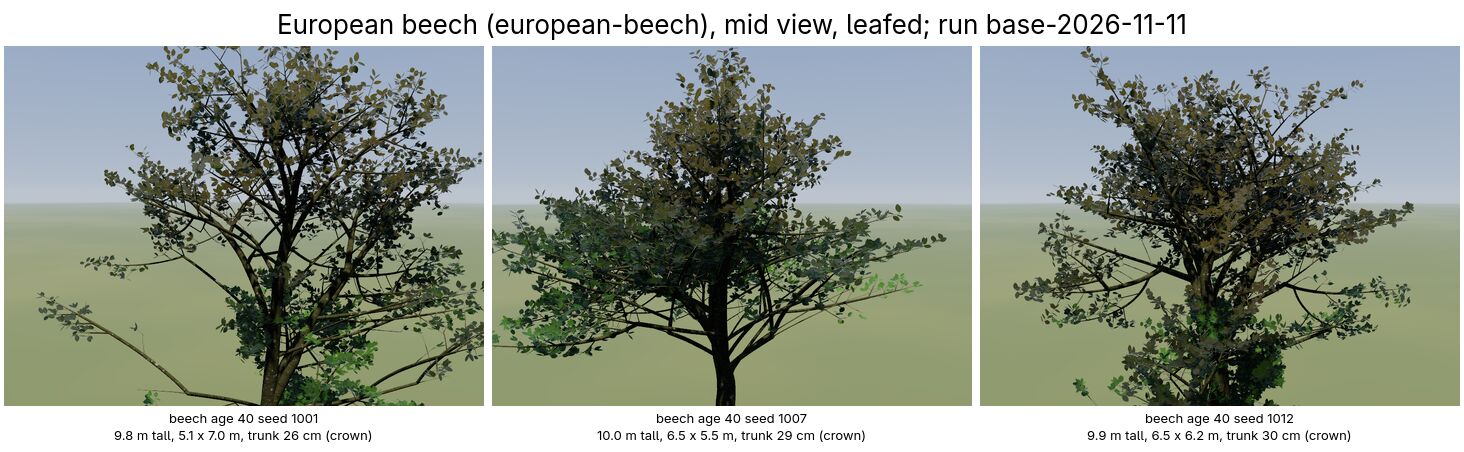 European beech (european-beech), mid view, leafed; run base-2026-11-11
beech age 40 seed 1001
9.8 m tall, 5.1 x 7.0 m, trunk 26 cm (crown)
beech age 40 seed 1007
10.0 m tall, 6.5 x 5.5 m, trunk 29 cm (crown)
beech age 40 seed 1012
9.9 m tall, 6.5 x 6.2 m, trunk 30 cm (crown)